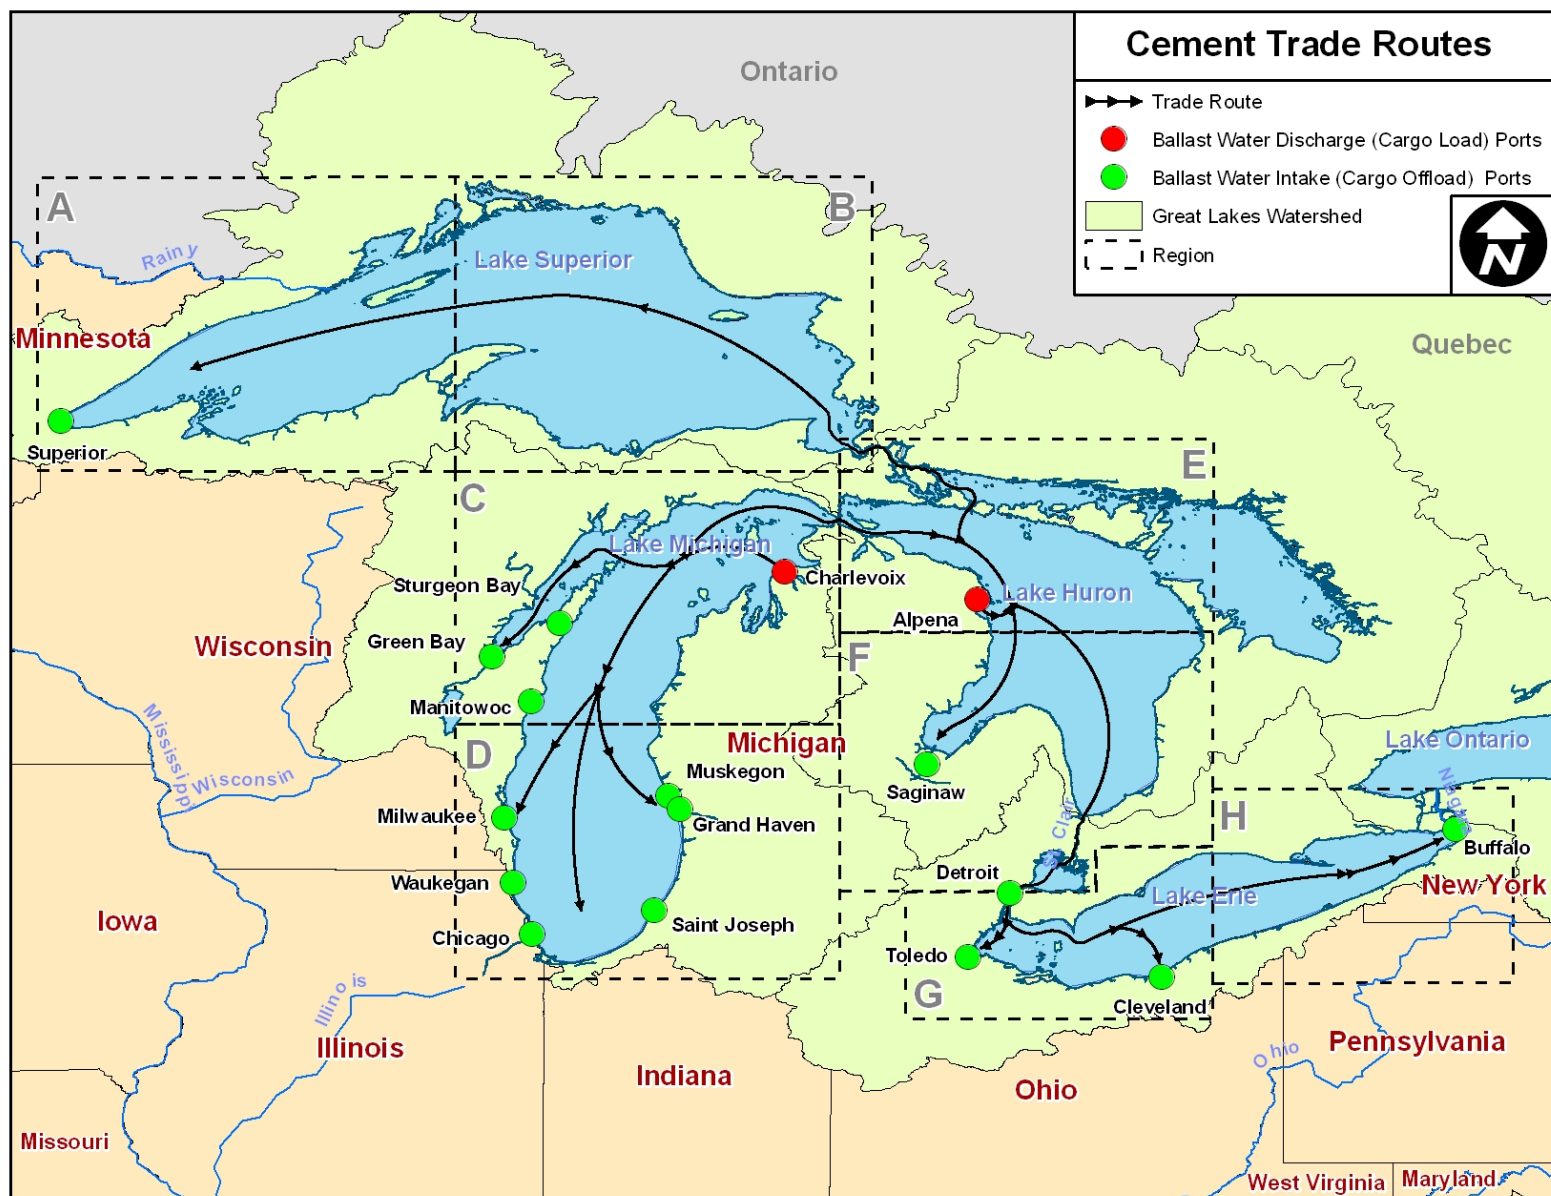 Cement Trade Routes
Trade Route
Ballast Water Discharge (Cargo Load) Ports
Ballast Water Intake (Cargo Offload) Ports
Great Lakes Watershed
Region
N
Ontario
A
B
Rainy
Lake Superior
Minnesota
Quebec
Superior
E
C
Lake Michigan
Charlevoix
Sturgeon Bay
Lake Huron
Alpena
Green Bay
Wisconsin
F
Manitowoc
Mississippi
Michigan
D
Lake Ontario
Wisconsin
Muskegon
Saginaw
Niagra
Milwaukee
Grand Haven
St Clair
H
Buffalo
Detroit
Waukegan
Lake Erie
New York
Iowa
Saint Joseph
Chicago
Toledo
G
Cleveland
Illinois
Illinois
Indiana
Ohio
Ohio
Pennsylvania
Missouri
West Virginia
Maryland